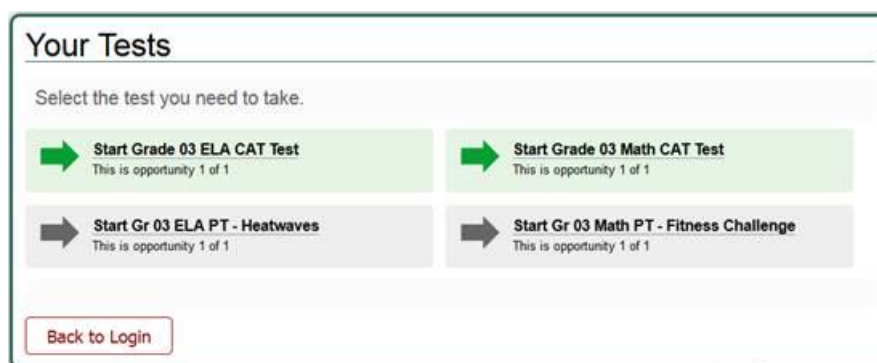 Your Tests
Select the test you need to take.
Start Grade 03 ELA CAT Test
This is opportunity 1 of 1
Start Grade 03 Math CAT Test
This is opportunity 1 of 1
Start Gr 03 ELA PT - Heatwaves
This is opportunity 1 of 1
Start Gr 03 Math PT - Fitness Challenge
This is opportunity 1 of 1
Back to Login